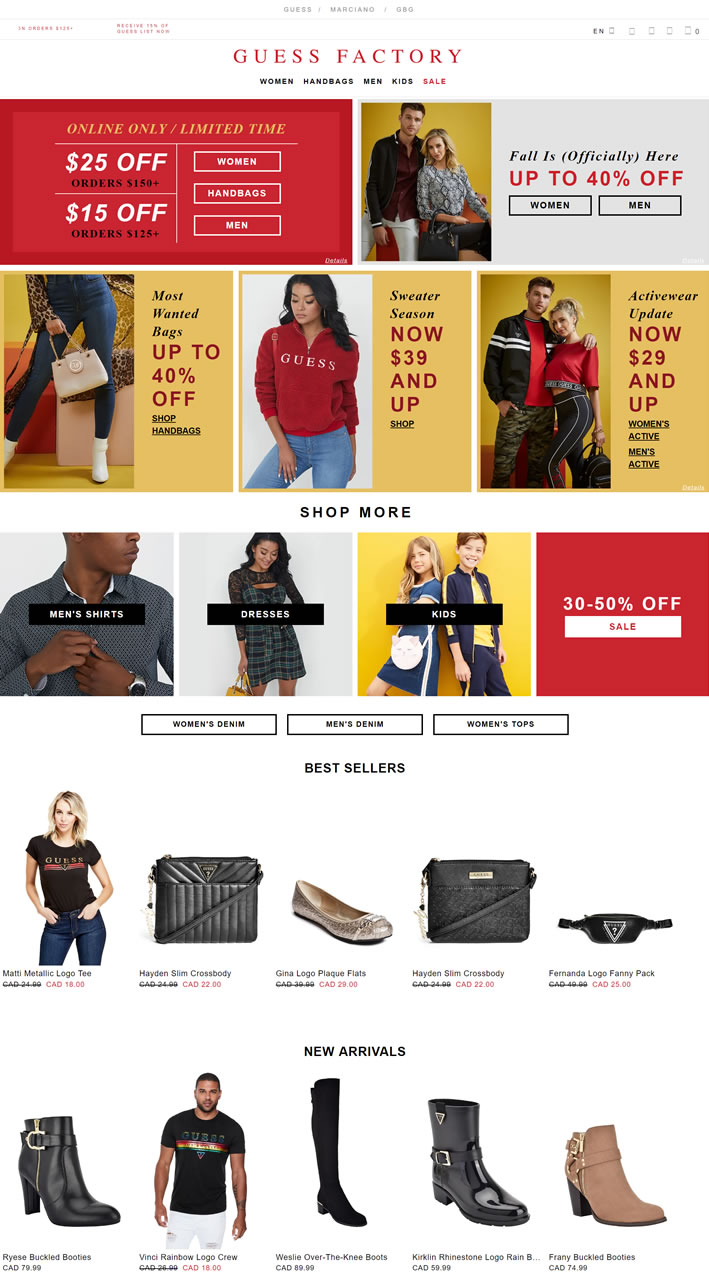 GUESS / MARCIANO / GBG
IN ORDERS $125+
RECEIVE 15% OF
GUESS LIST NOW
EN
0
GUESS FACTORY
WOMEN HANDBAGS MEN KIDS SALE
ONLINE ONLY / LIMITED TIME
$25 OFF
ORDERS $150+
$15 OFF
ORDERS $125+
WOMEN
HANDBAGS
MEN
Details
Fall Is (Officially) Here
UP TO 40% OFF
WOMEN
MEN
Details
Most
Wanted
Bags
UP TO
40%
OFF
SHOP
HANDBAGS
GUESS
Sweater
Season
NOW
$39
AND
UP
SHOP
Activewear
Update
NOW
$29
AND
UP
WOMEN'S
ACTIVE
MEN'S
ACTIVE
Details
SHOP MORE
MEN'S SHIRTS
DRESSES
KIDS
30-50% OFF
SALE
WOMEN'S DENIM
MEN'S DENIM
WOMEN'S TOPS
BEST SELLERS
GUESS
Matti Metallic Logo Tee
CAD 24.99 CAD 18.00
Hayden Slim Crossbody
CAD 24.99 CAD 22.00
Gina Logo Plaque Flats
CAD 39.99 CAD 29.00
Hayden Slim Crossbody
CAD 24.99 CAD 22.00
Fernanda Logo Fanny Pack
CAD 49.99 CAD 25.00
NEW ARRIVALS
GUESS
Ryese Buckled Booties
CAD 79.99
Vinci Rainbow Logo Crew
CAD 26.99 CAD 18.00
Weslie Over-The-Knee Boots
CAD 89.99
Kirklin Rhinestone Logo Rain B...
CAD 59.99
Frany Buckled Booties
CAD 74.99